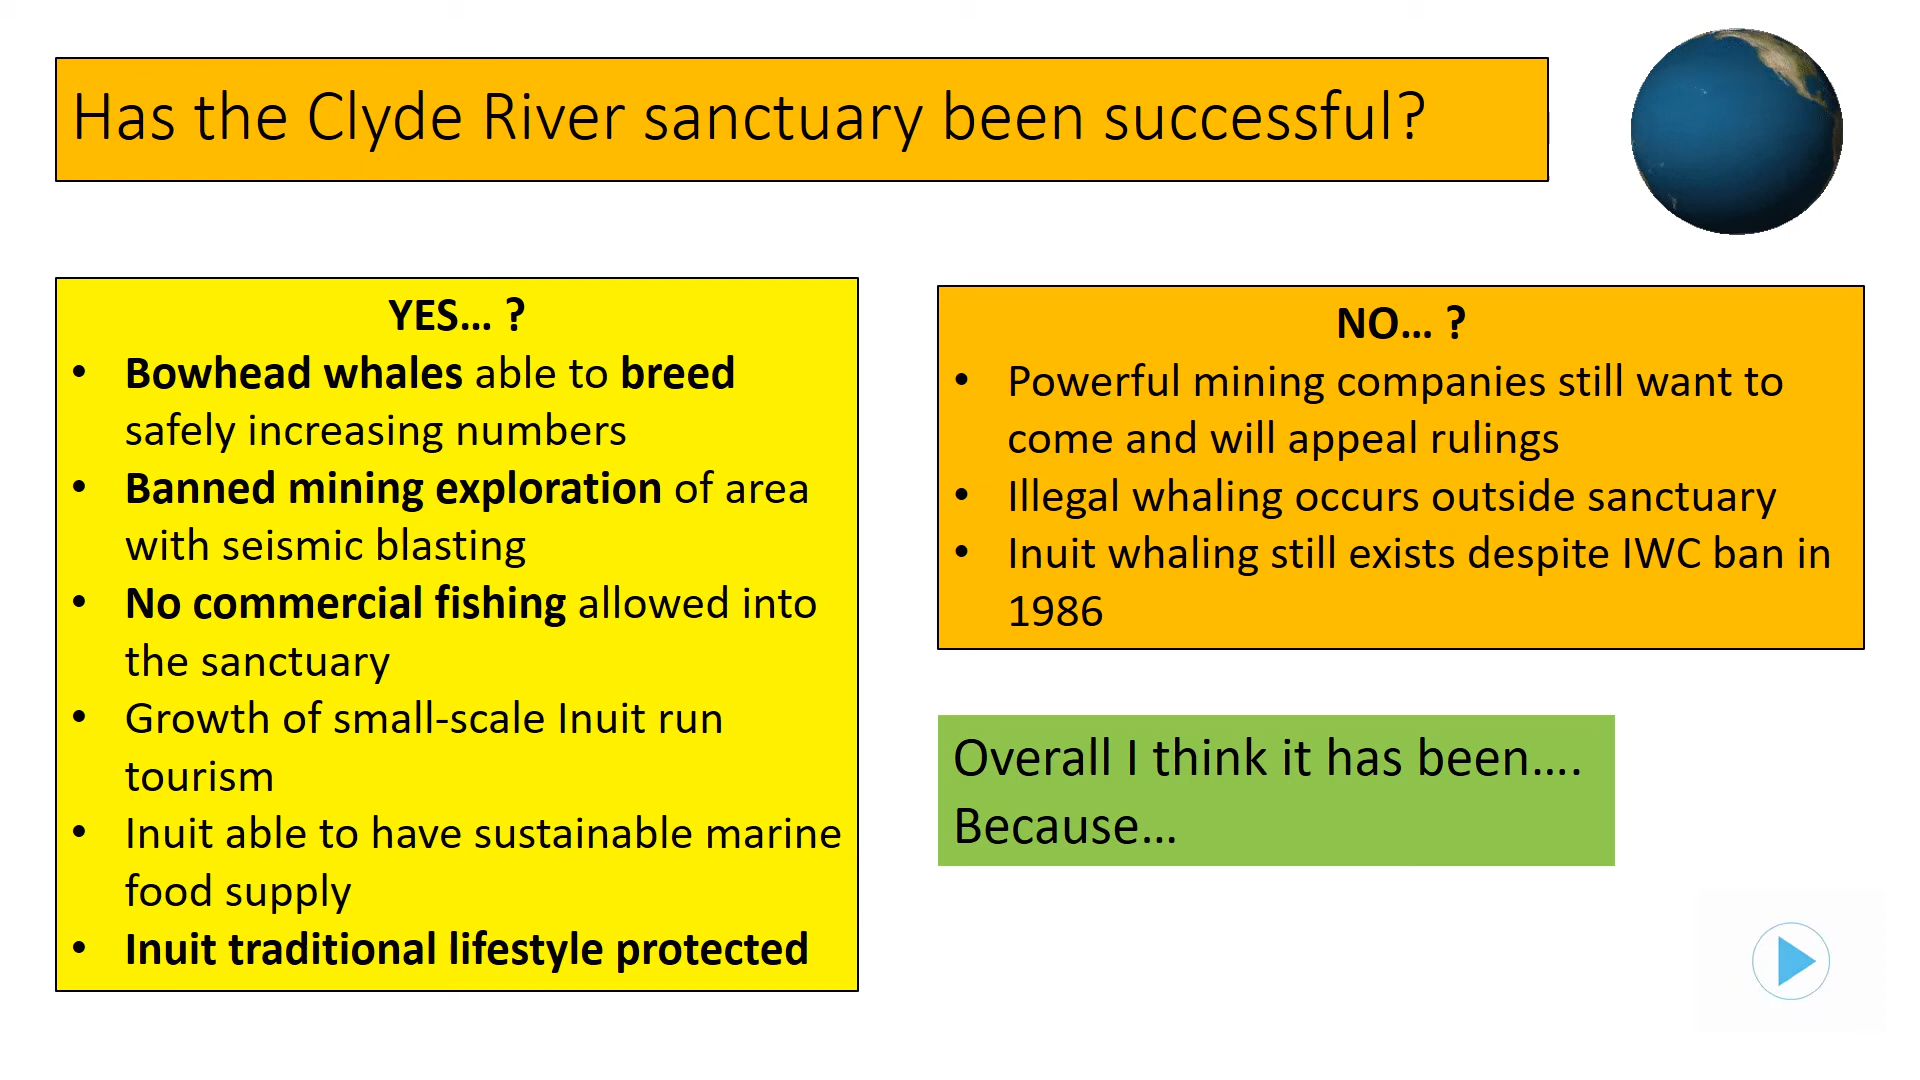 Has the Clyde River sanctuary been successful?
YES… ?
• Bowhead whales able to breed
safely increasing numbers
• Banned mining exploration of area
with seismic blasting
• No commercial fishing allowed into
the sanctuary
• Growth of small-scale Inuit run
tourism
• Inuit able to have sustainable marine
food supply
• Inuit traditional lifestyle protected
NO… ?
• Powerful mining companies still want to
come and will appeal rulings
• Illegal whaling occurs outside sanctuary
• Inuit whaling still exists despite IWC ban in
1986
Overall I think it has been….
Because…